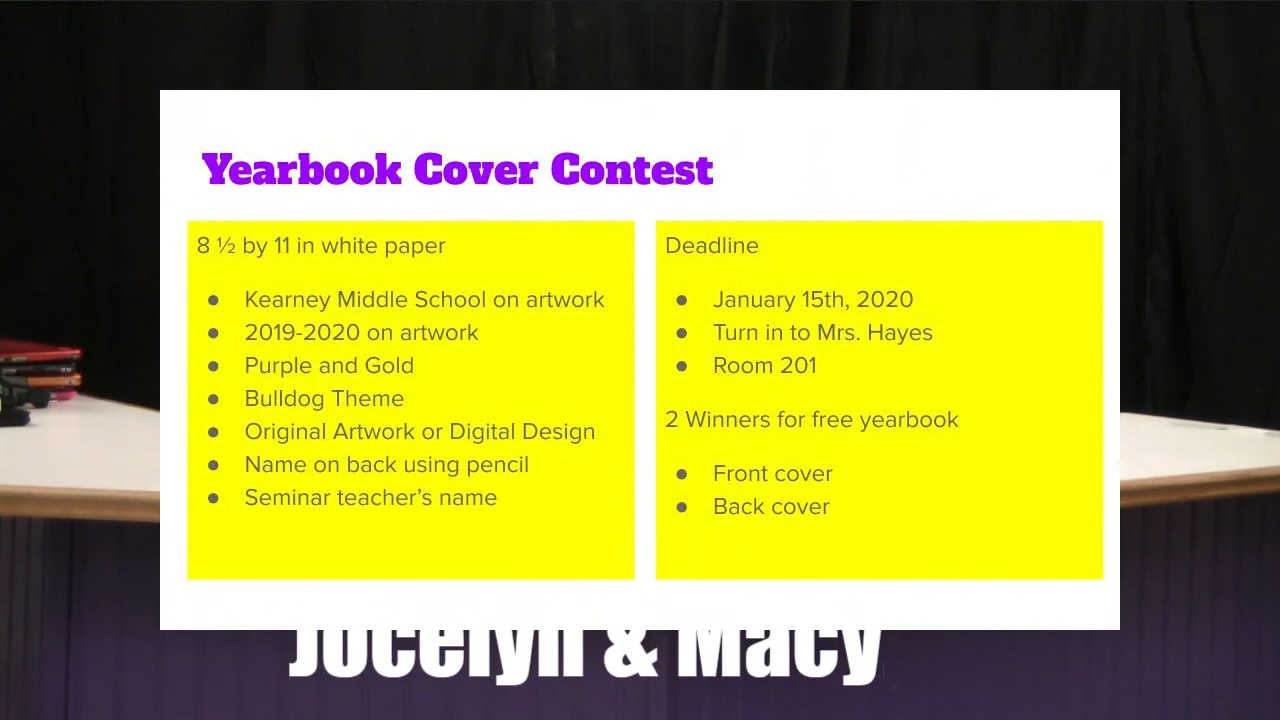 Yearbook Cover Contest
8 ½ by 11 in white paper
● Kearney Middle School on artwork
● 2019-2020 on artwork
● Purple and Gold
● Bulldog Theme
● Original Artwork or Digital Design
● Name on back using pencil
● Seminar teacher’s name
Deadline
● January 15th, 2020
● Turn in to Mrs. Hayes
● Room 201
2 Winners for free yearbook
● Front cover
● Back cover
Jocelyn & Macy